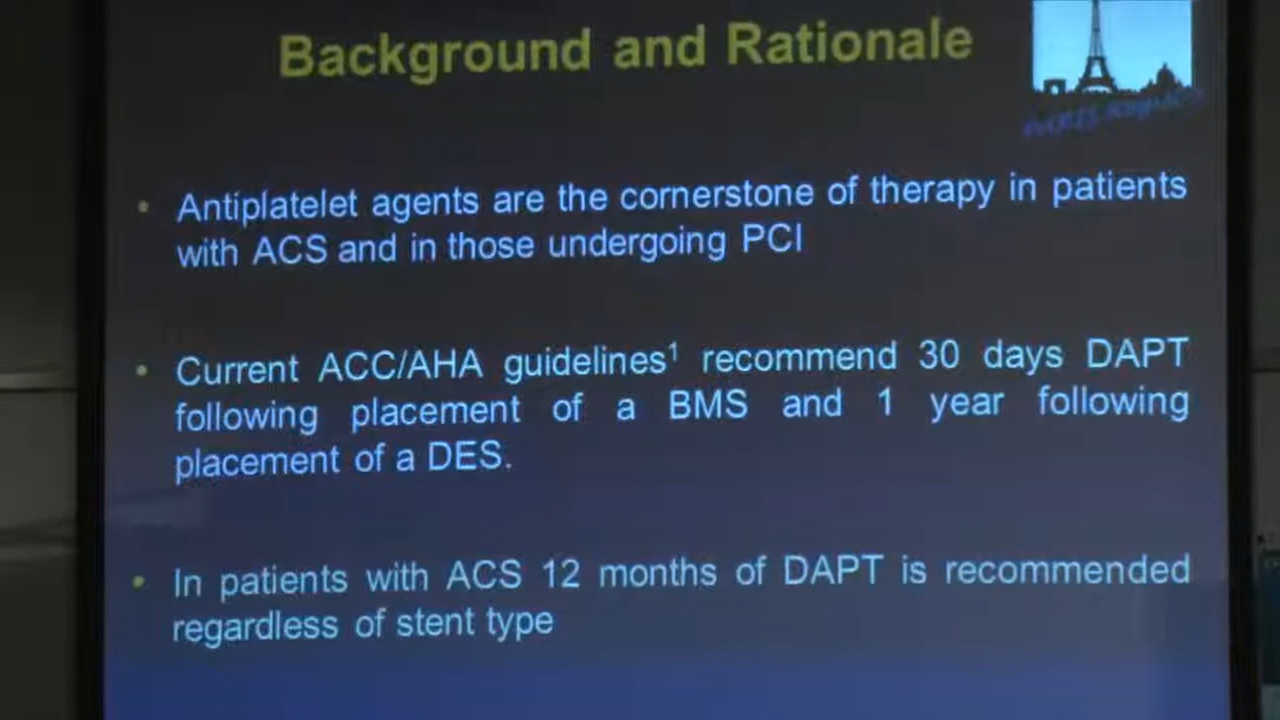 Background and Rationale
• Antiplatelet agents are the cornerstone of therapy in patients
with ACS and in those undergoing PCI
• Current ACC/AHA guidelines¹ recommend 30 days DAPT
following placement of a BMS and 1 year following
placement of a DES.
• In patients with ACS 12 months of DAPT is recommended
regardless of stent type